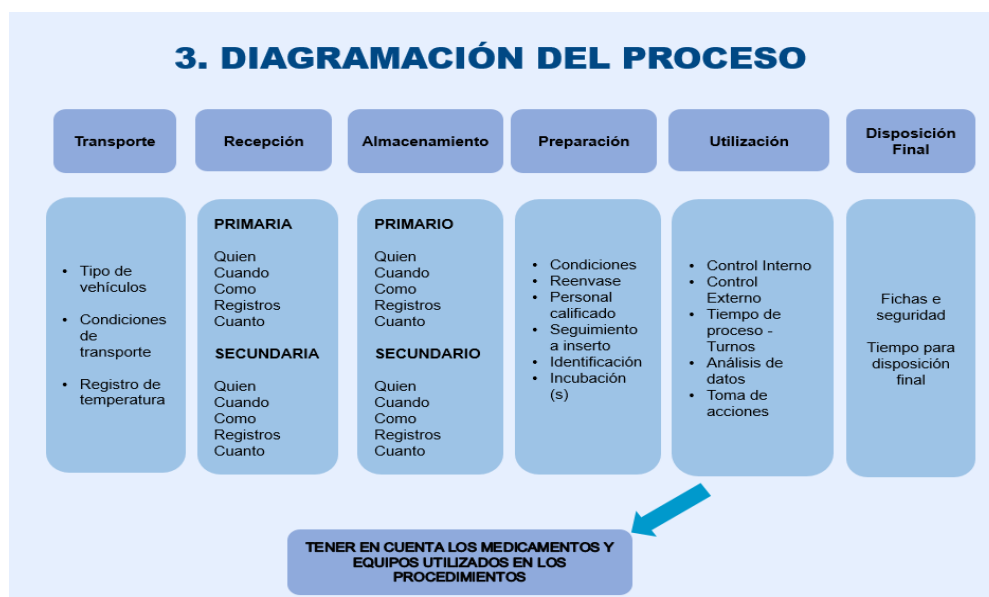 3. DIAGRAMACIÓN DEL PROCESO
Transporte
Recepción
Almacenamiento
Preparación
Utilización
Disposición
Final
• Tipo de
vehículos
• Condiciones
de
transporte
• Registro de
temperatura
PRIMARIA
Quien
Cuando
Como
Registros
Cuanto
SECUNDARIA
Quien
Cuando
Como
Registros
Cuanto
PRIMARIO
Quien
Cuando
Como
Registros
Cuanto
SECUNDARIO
Quien
Cuando
Como
Registros
Cuanto
• Condiciones
• Reenvase
• Personal
calificado
• Seguimiento
a inserto
• Identificación
• Incubación
(s)
• Control Interno
• Control
Externo
• Tiempo de
proceso -
Turnos
• Análisis de
datos
• Toma de
acciones
Fichas e
seguridad
Tiempo para
disposición
final
TENER EN CUENTA LOS MEDICAMENTOS Y
EQUIPOS UTILIZADOS EN LOS
PROCEDIMIENTOS